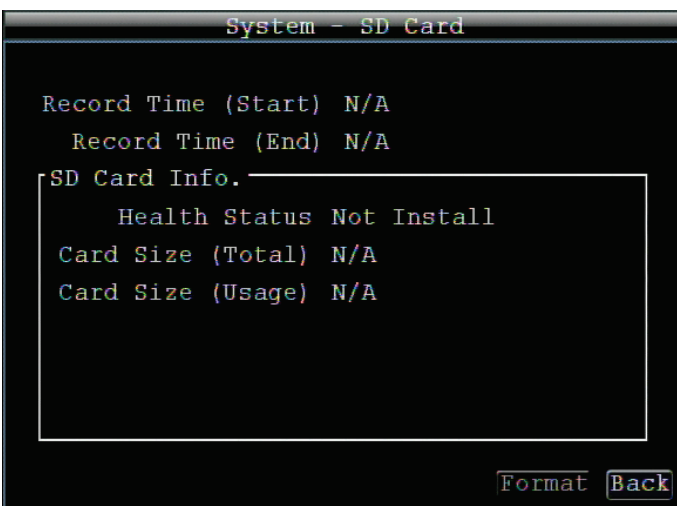 System - SD Card
Record Time (Start) N/A
Record Time (End) N/A
SD Card Info.
Health Status Not Install
Card Size (Total) N/A
Card Size (Usage) N/A
Format Back